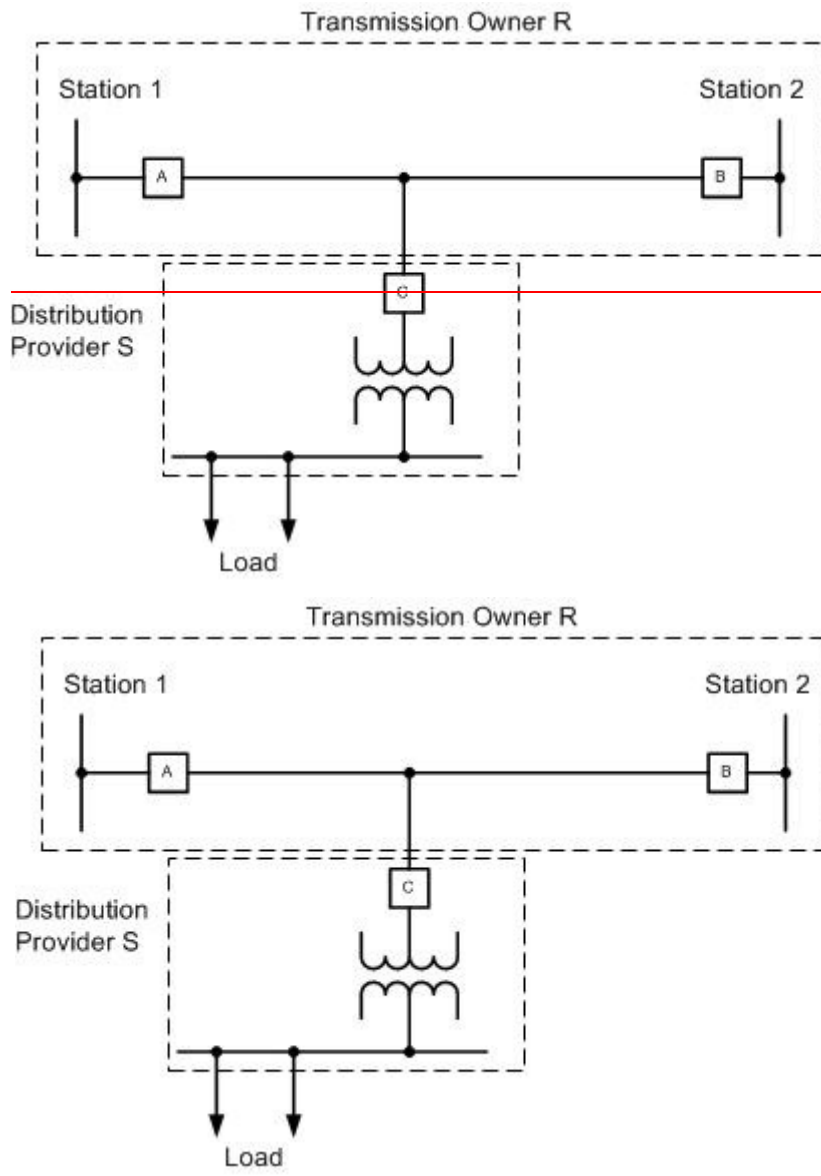 Transmission Owner R
Station 1
Station 2
A
B
C
Distribution
Provider S
Load
Transmission Owner R
Station 1
Station 2
A
B
C
Distribution
Provider S
Load